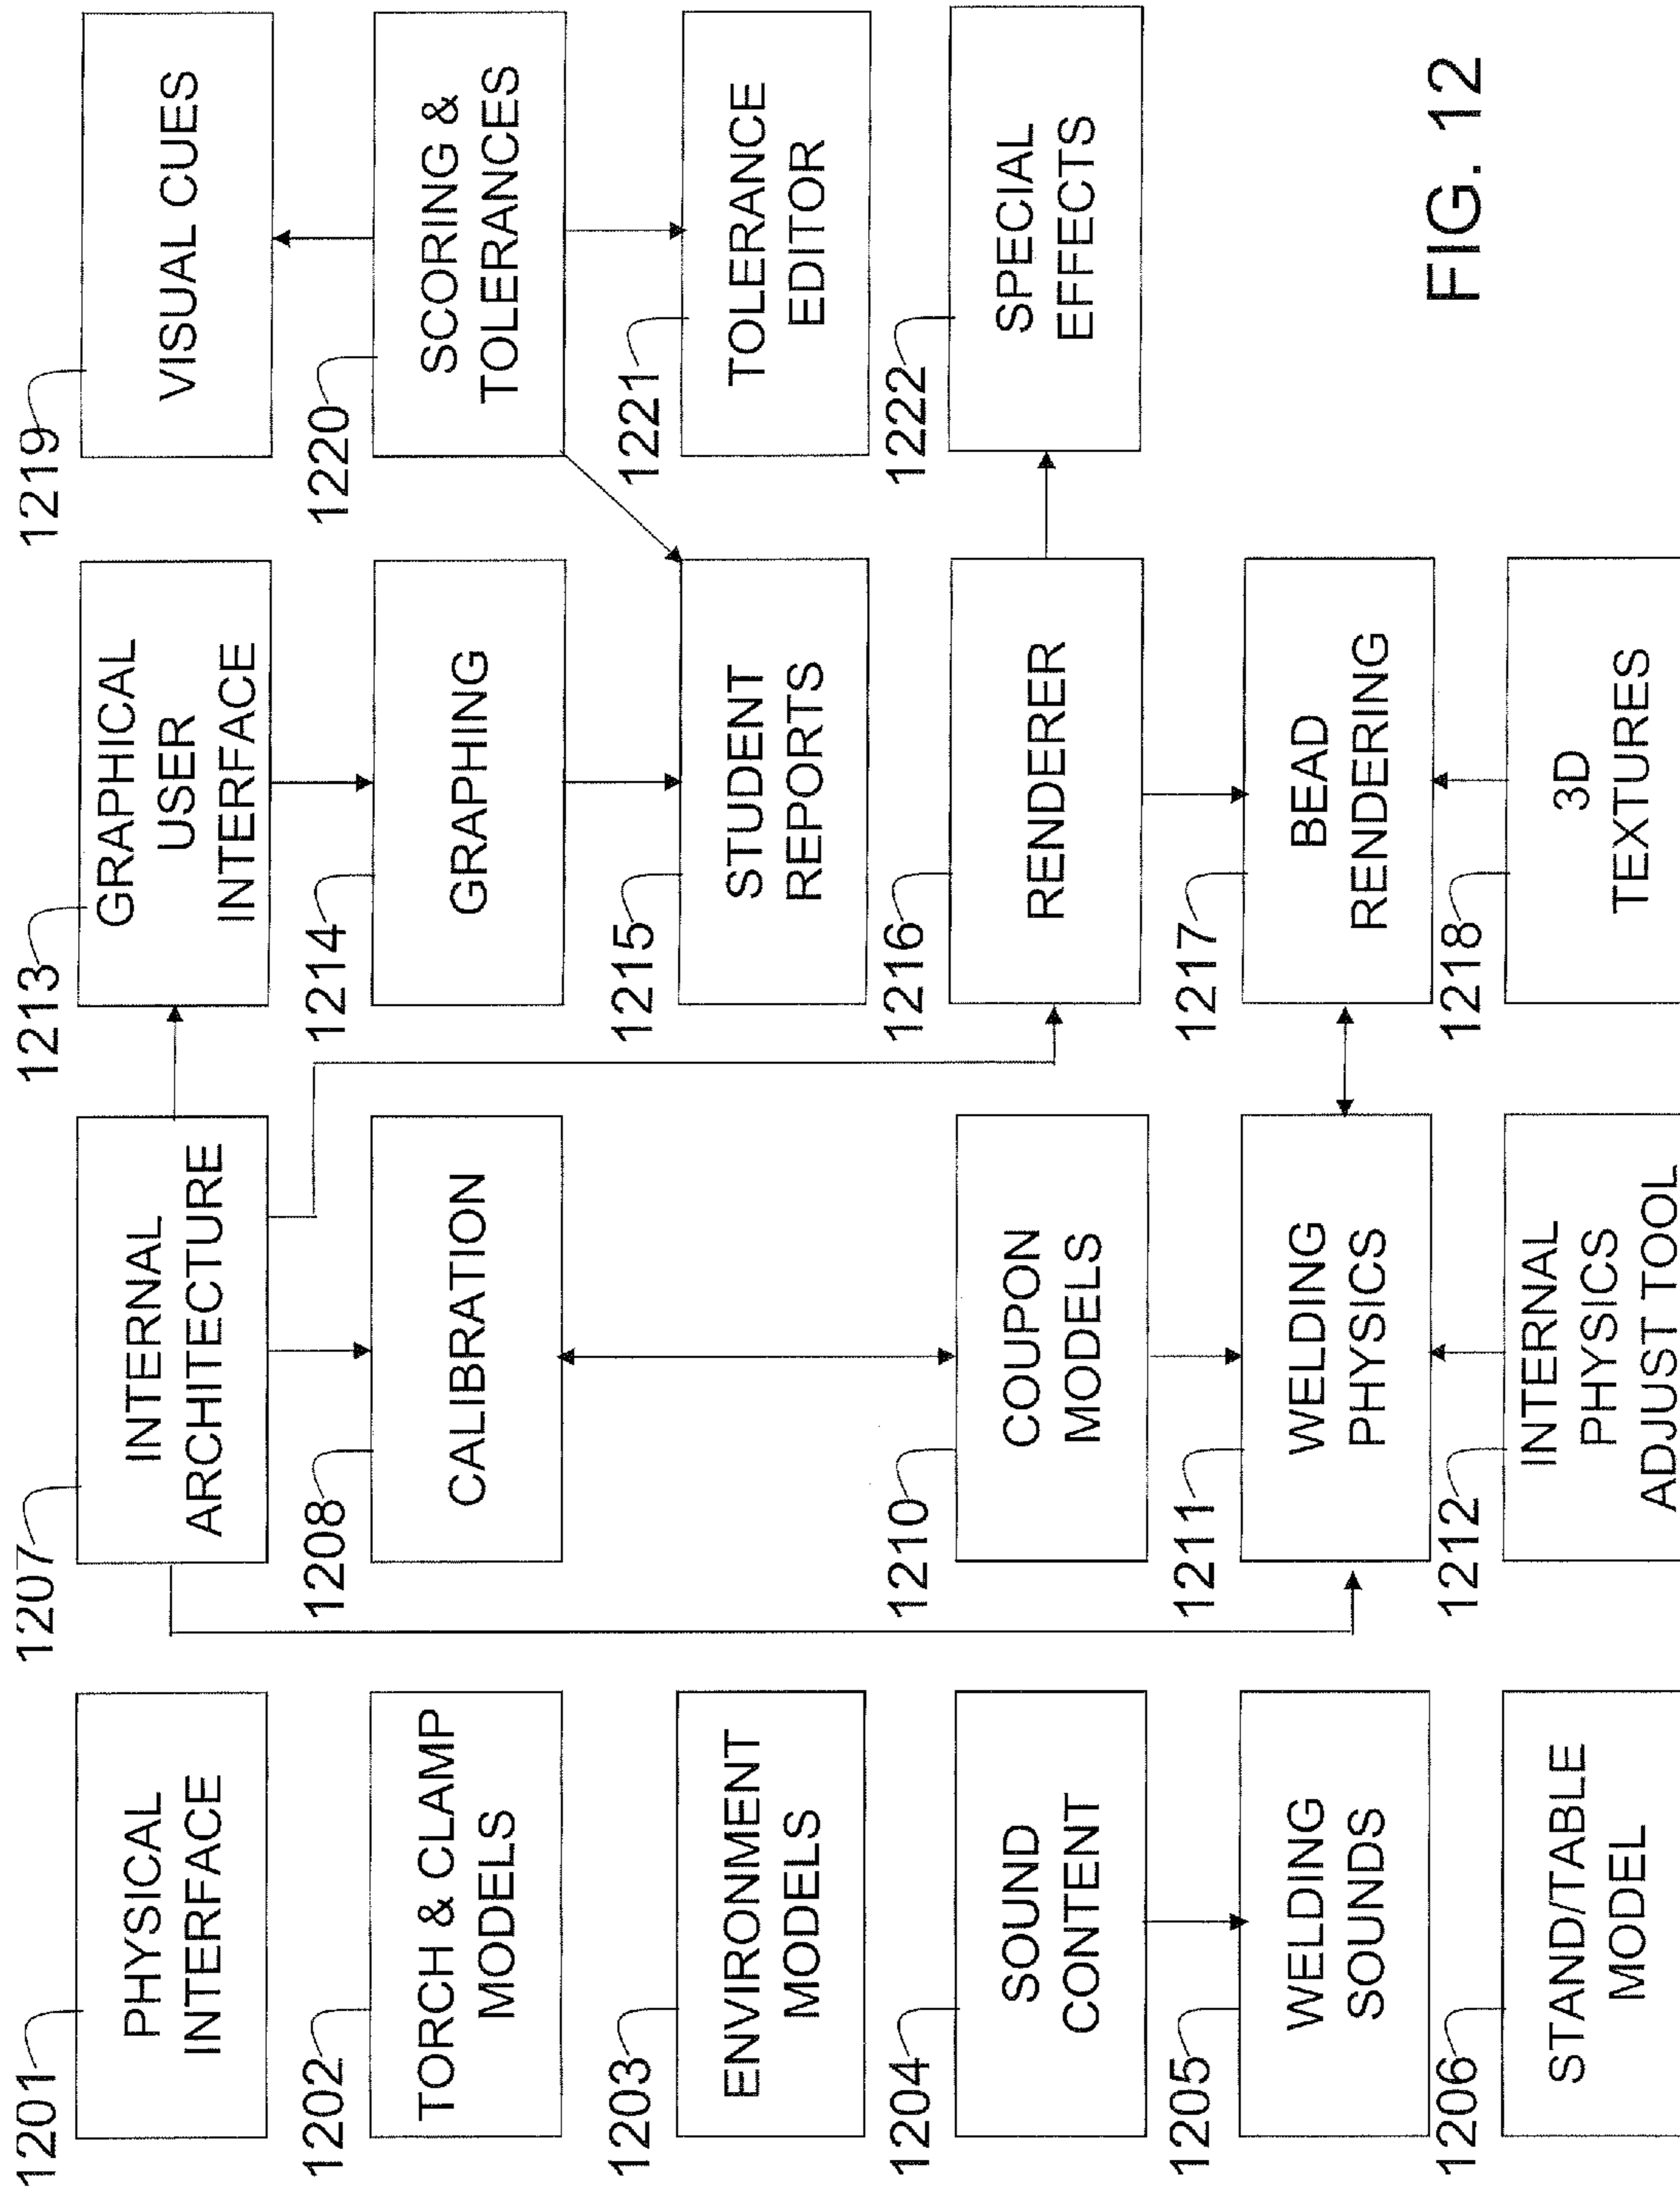 1201
PHYSICAL
INTERFACE
1202
TORCH & CLAMP
MODELS
1203
ENVIRONMENT
MODELS
1204
SOUND
CONTENT
1205
WELDING
SOUNDS
1206
STAND/TABLE
MODEL
1207
INTERNAL
ARCHITECTURE
1208
CALIBRATION
1210
COUPON
MODELS
1211
WELDING
PHYSICS
1212
INTERNAL
PHYSICS
ADJUST TOOL
1213
GRAPHICAL
USER
INTERFACE
1214
GRAPHING
1215
STUDENT
REPORTS
1216
RENDERER
1217
BEAD
RENDERING
1218
3D
TEXTURES
1219
VISUAL CUES
1220
SCORING &
TOLERANCES
1221
TOLERANCE
EDITOR
1222
SPECIAL
EFFECTS
FIG. 12